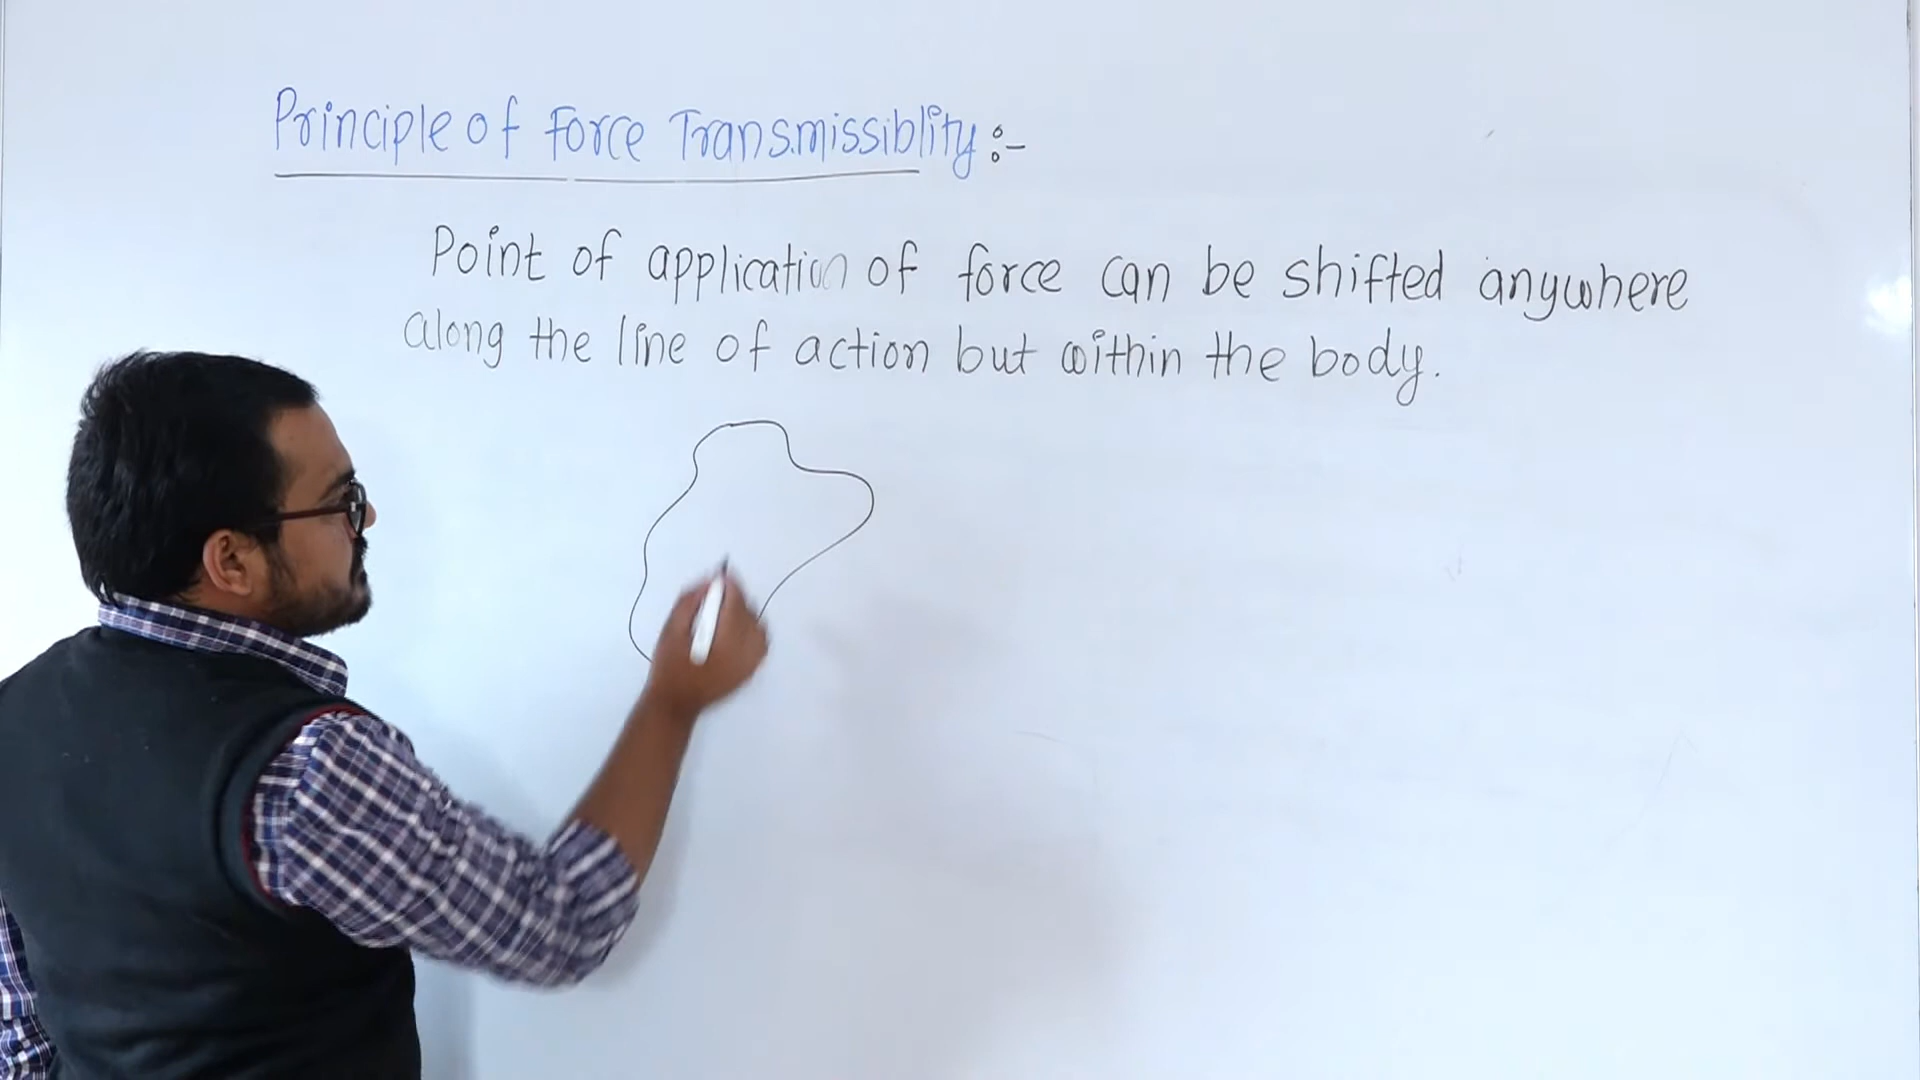 Principle of Force Transmissiblity :-
Point of application of force can be shifted anywhere
along the line of action but within the body.